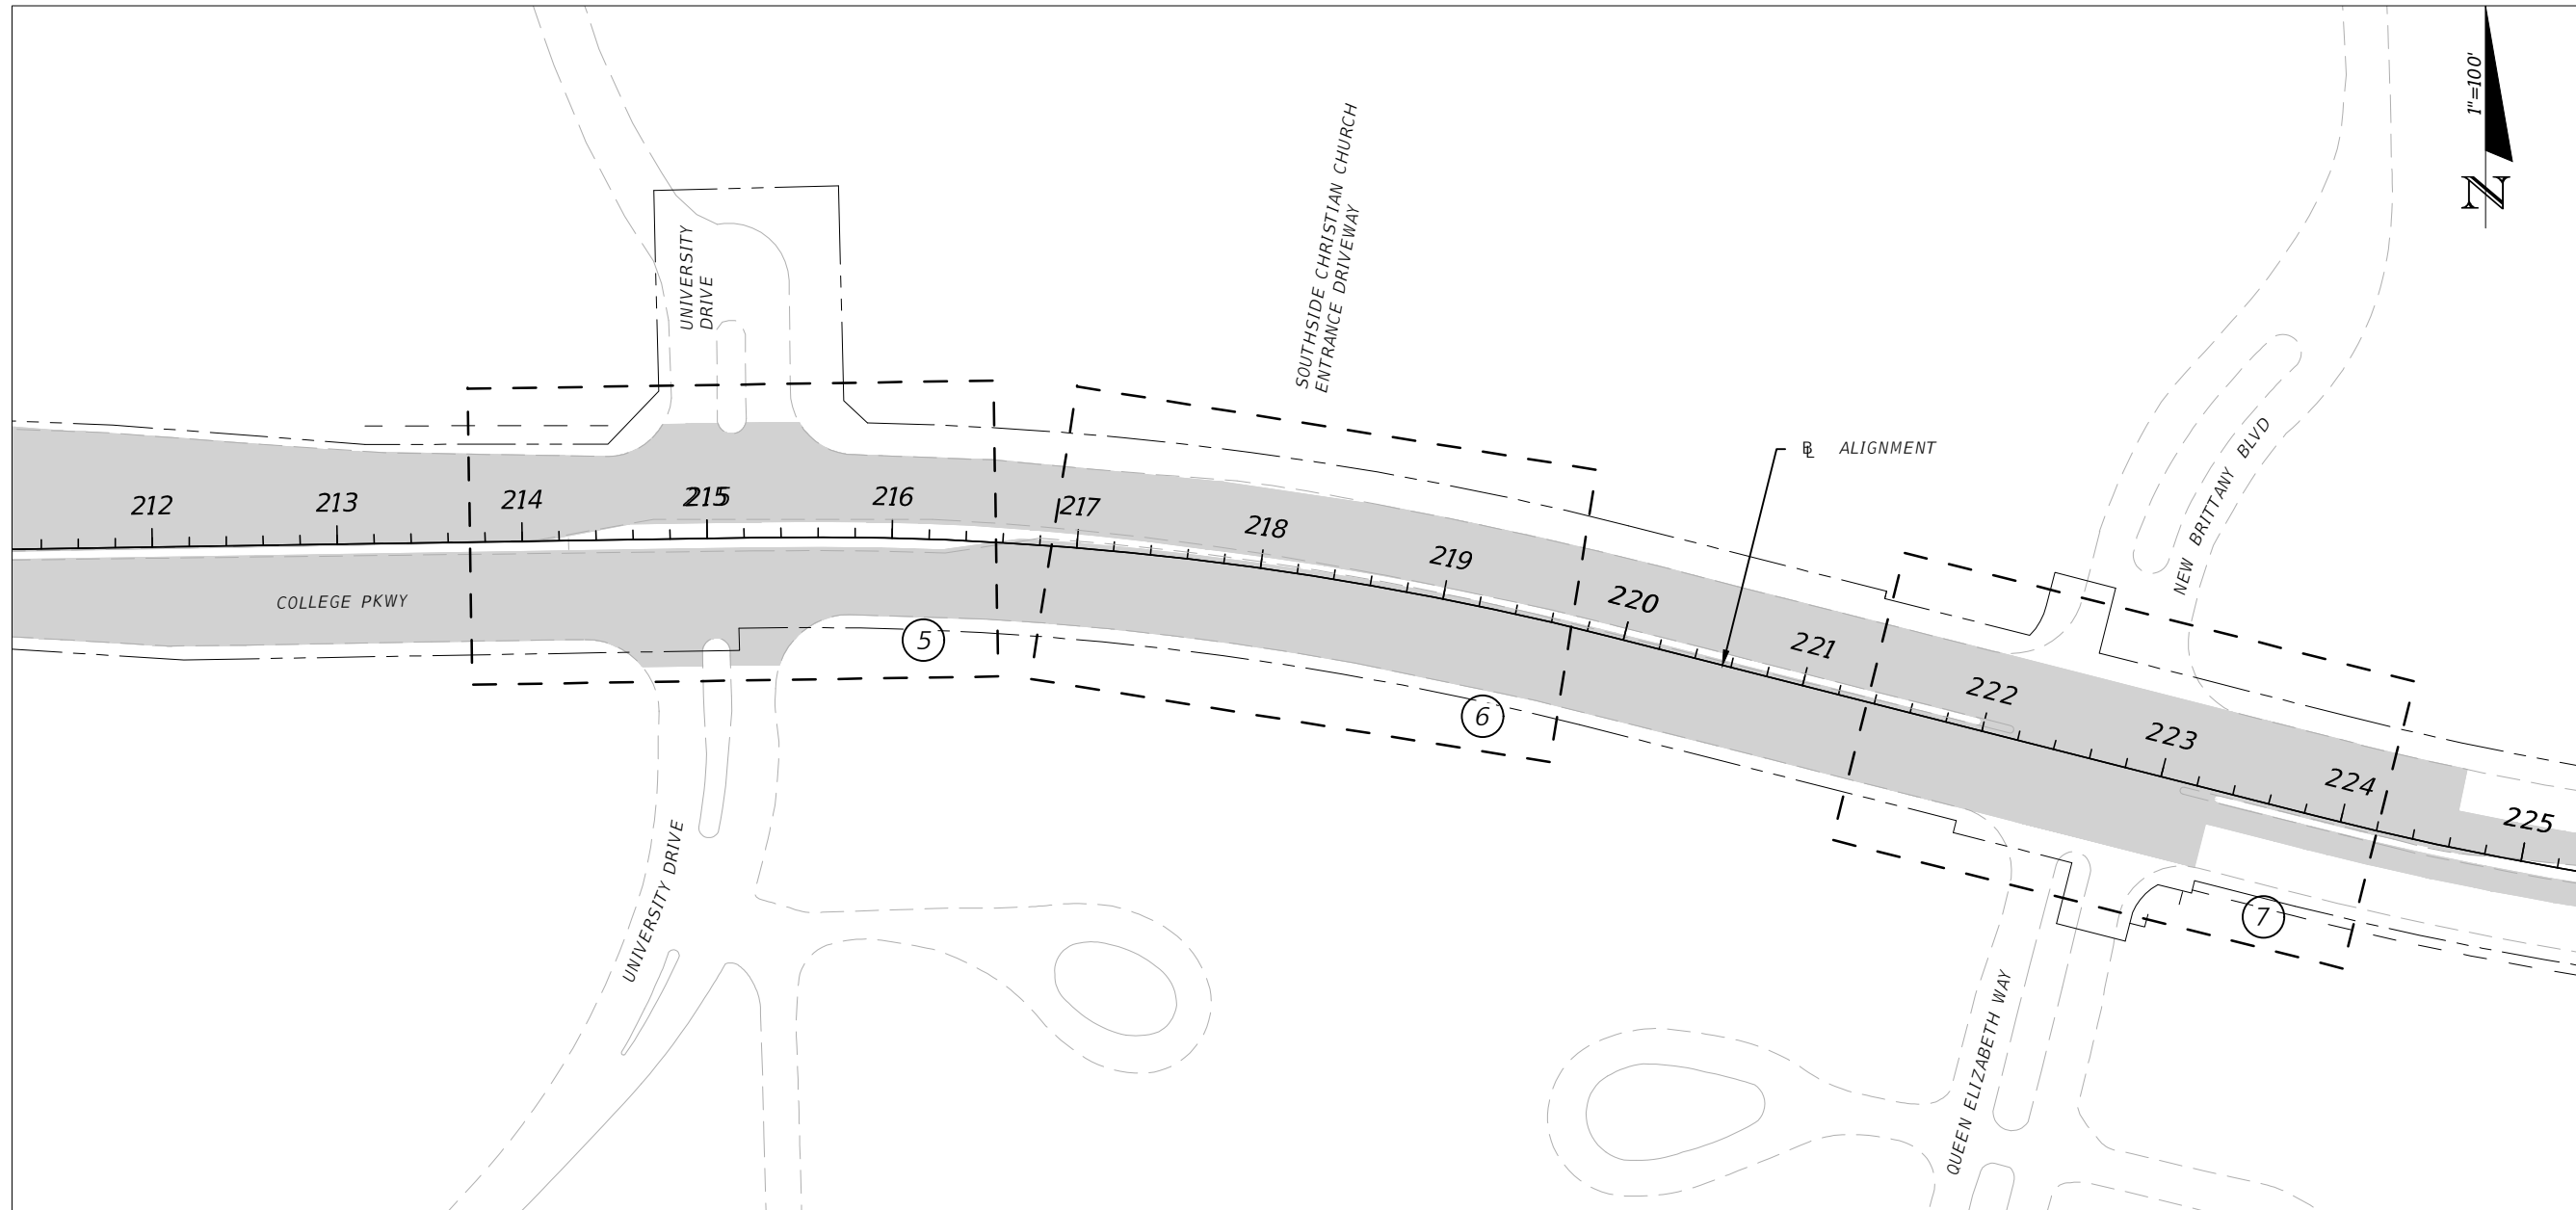 1"=100'
N
UNIVERSITY
DRIVE
SOUTHSIDE CHRISTIAN CHURCH
ENTRANCE DRIVEWAY
NEW BRITTANY BLVD
BL ALIGNMENT
212
213
214
215
216
217
218
219
220
221
222
223
224
225
COLLEGE PKWY
5
6
7
UNIVERSITY DRIVE
QUEEN ELIZABETH WAY